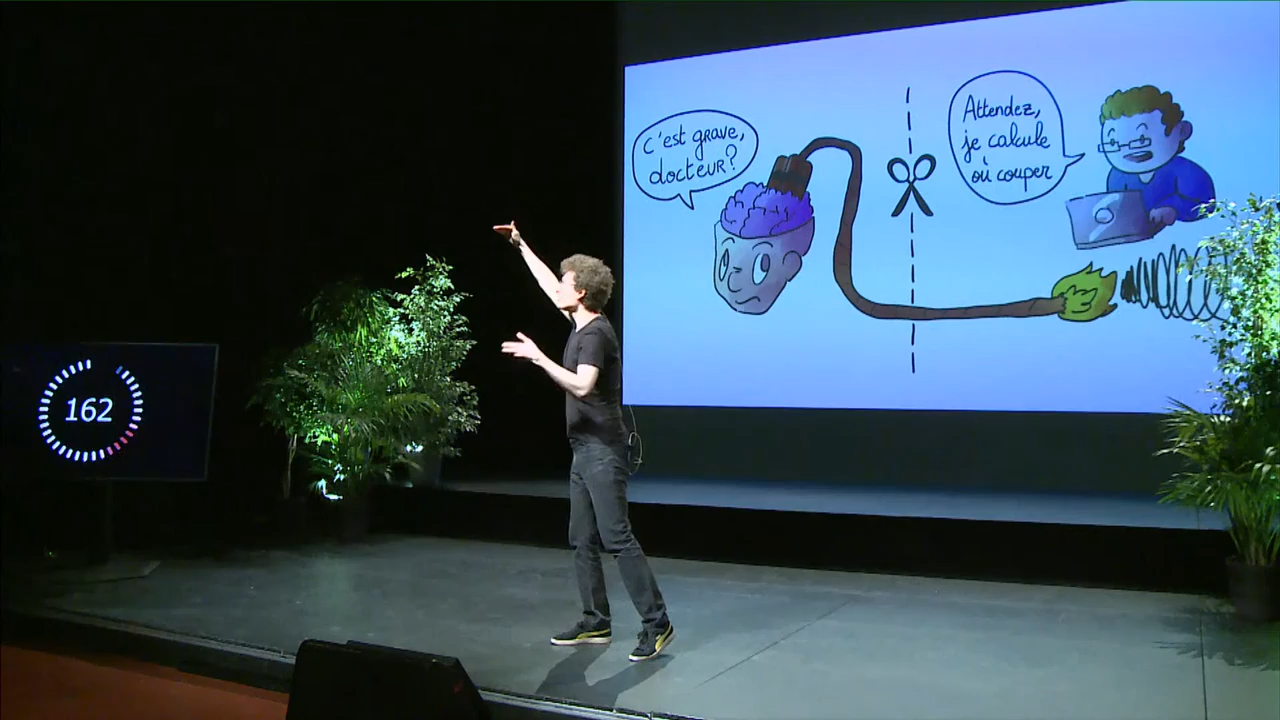 C'est grave,
docteur?
Attendez,
je calcule
où couper
162